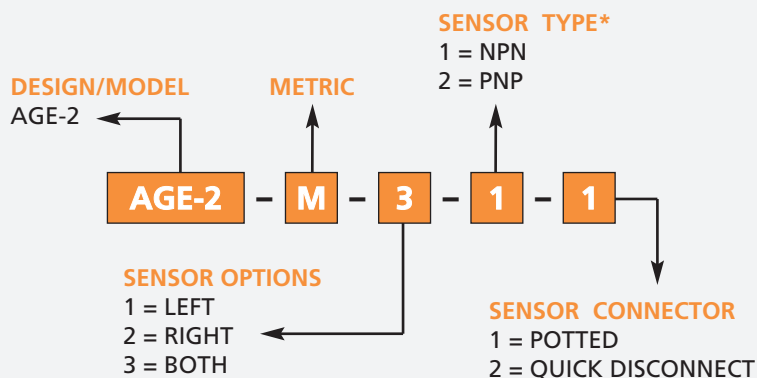 SENSOR TYPE*
1 = NPN
2 = PNP
DESIGN/MODEL
AGE-2
METRIC
AGE-2 - M - 3 - 1 - 1
SENSOR OPTIONS
1 = LEFT
2 = RIGHT
3 = BOTH
SENSOR CONNECTOR
1 = POTTED
2 = QUICK DISCONNECT